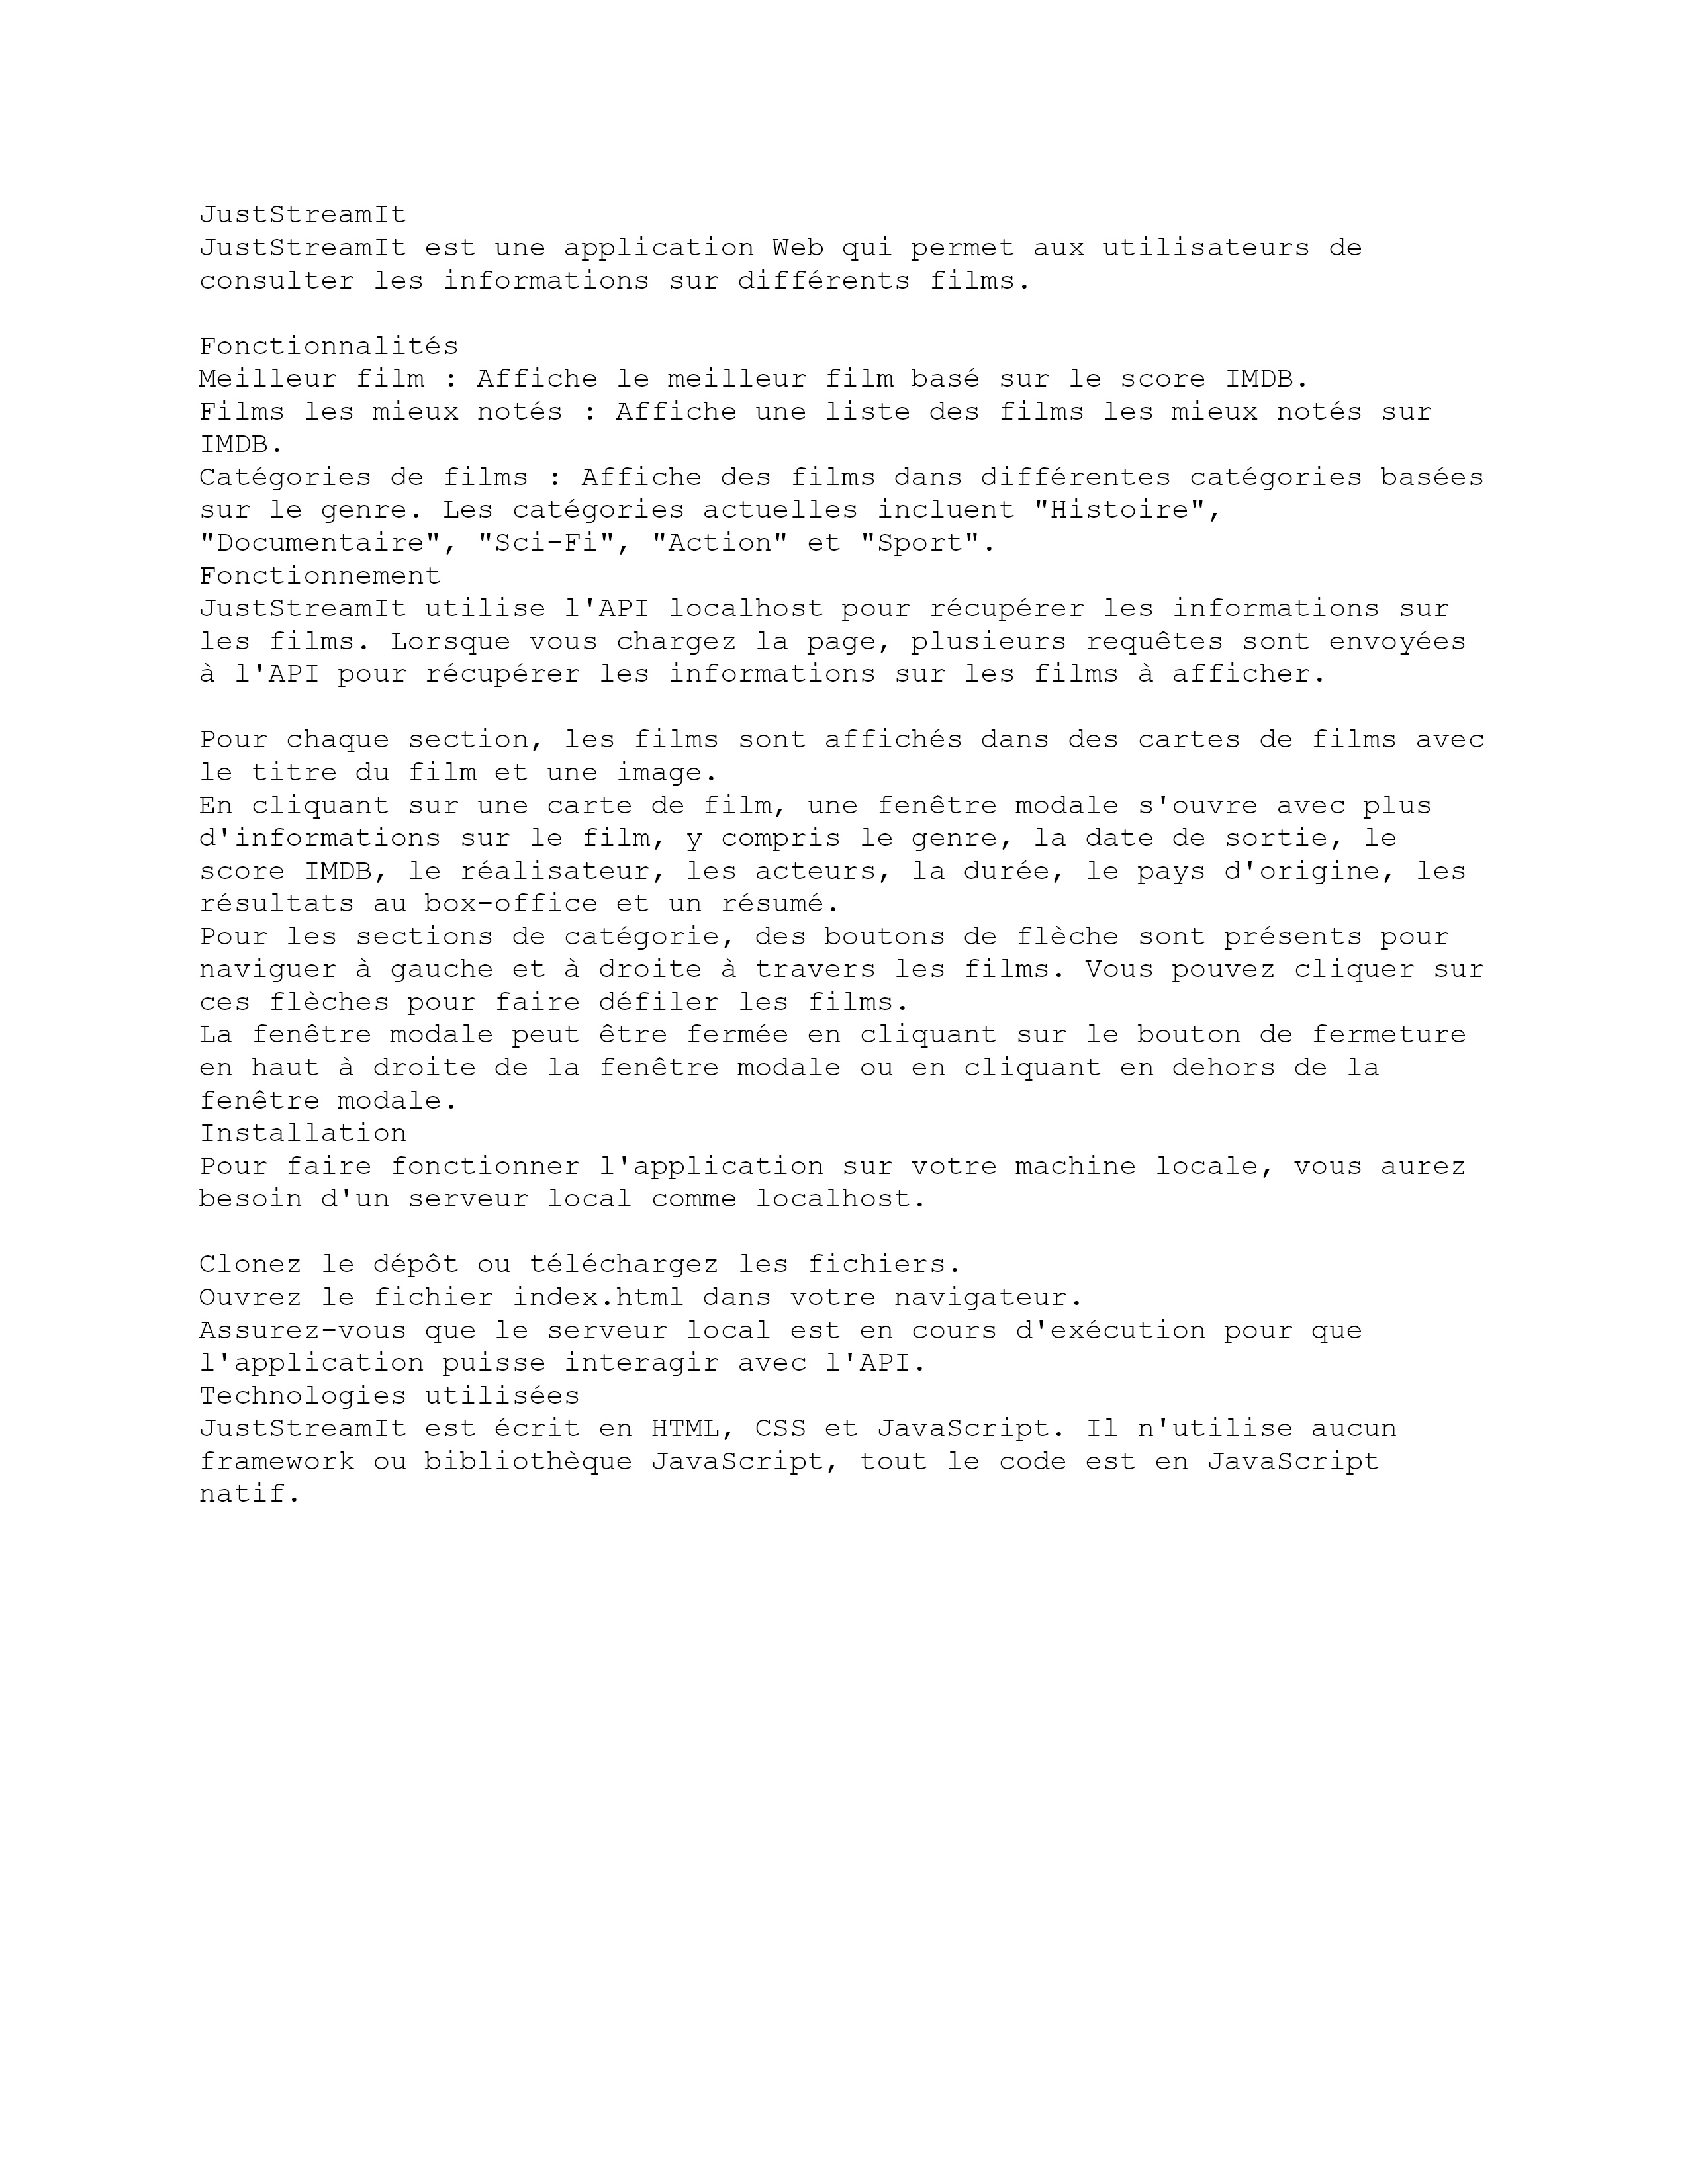 JustStreamIt
JustStreamIt est une application Web qui permet aux utilisateurs de
consulter les informations sur différents films.

Fonctionnalités
Meilleur film : Affiche le meilleur film basé sur le score IMDB.
Films les mieux notés : Affiche une liste des films les mieux notés sur
IMDB.
Catégories de films : Affiche des films dans différentes catégories basées
sur le genre. Les catégories actuelles incluent "Histoire",
"Documentaire", "Sci-Fi", "Action" et "Sport".
Fonctionnement
JustStreamIt utilise l'API localhost pour récupérer les informations sur
les films. Lorsque vous chargez la page, plusieurs requêtes sont envoyées
à l'API pour récupérer les informations sur les films à afficher.

Pour chaque section, les films sont affichés dans des cartes de films avec
le titre du film et une image.
En cliquant sur une carte de film, une fenêtre modale s'ouvre avec plus
d'informations sur le film, y compris le genre, la date de sortie, le
score IMDB, le réalisateur, les acteurs, la durée, le pays d'origine, les
résultats au box-office et un résumé.
Pour les sections de catégorie, des boutons de flèche sont présents pour
naviguer à gauche et à droite à travers les films. Vous pouvez cliquer sur
ces flèches pour faire défiler les films.
La fenêtre modale peut être fermée en cliquant sur le bouton de fermeture
en haut à droite de la fenêtre modale ou en cliquant en dehors de la
fenêtre modale.
Installation
Pour faire fonctionner l'application sur votre machine locale, vous aurez
besoin d'un serveur local comme localhost.

Clonez le dépôt ou téléchargez les fichiers.
Ouvrez le fichier index.html dans votre navigateur.
Assurez-vous que le serveur local est en cours d'exécution pour que
l'application puisse interagir avec l'API.
Technologies utilisées
JustStreamIt est écrit en HTML, CSS et JavaScript. Il n'utilise aucun
framework ou bibliothèque JavaScript, tout le code est en JavaScript
natif.